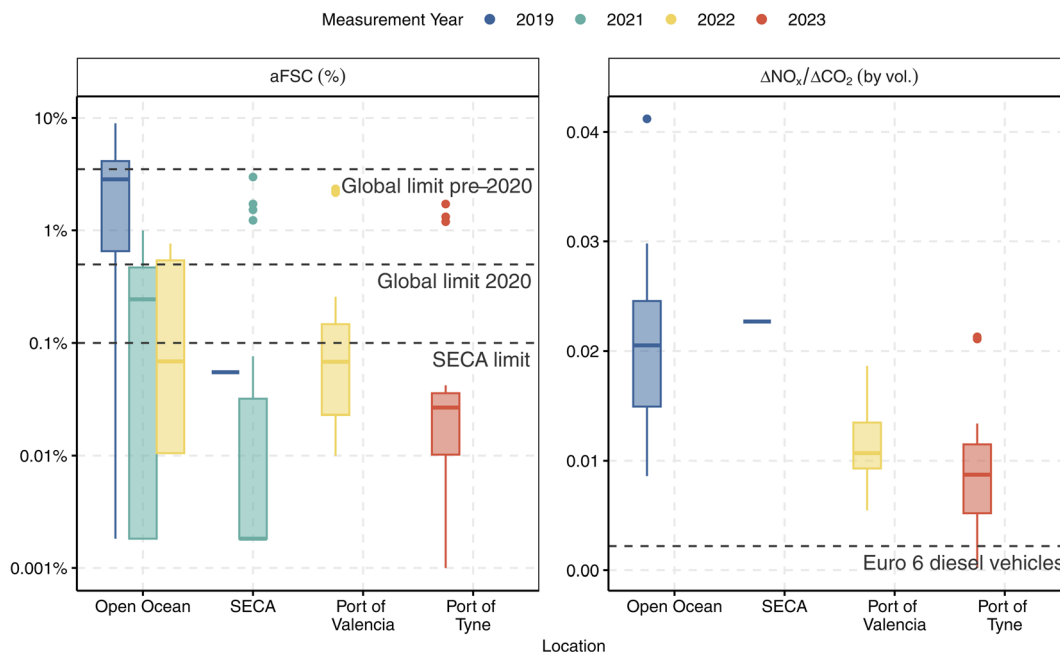 Measurement Year 2019 2021 2022 2023
aFSC (%)
ΔNOₓ/ΔCO₂ (by vol.)
10%
1%
0.1%
0.01%
0.001%
Global limit pre–2020
Global limit 2020
SECA limit
0.04
0.03
0.02
0.01
0.00
Euro 6 diesel vehicles
Open Ocean
SECA
Port of
Valencia
Port of
Tyne
Open Ocean
SECA
Port of
Valencia
Port of
Tyne
Location